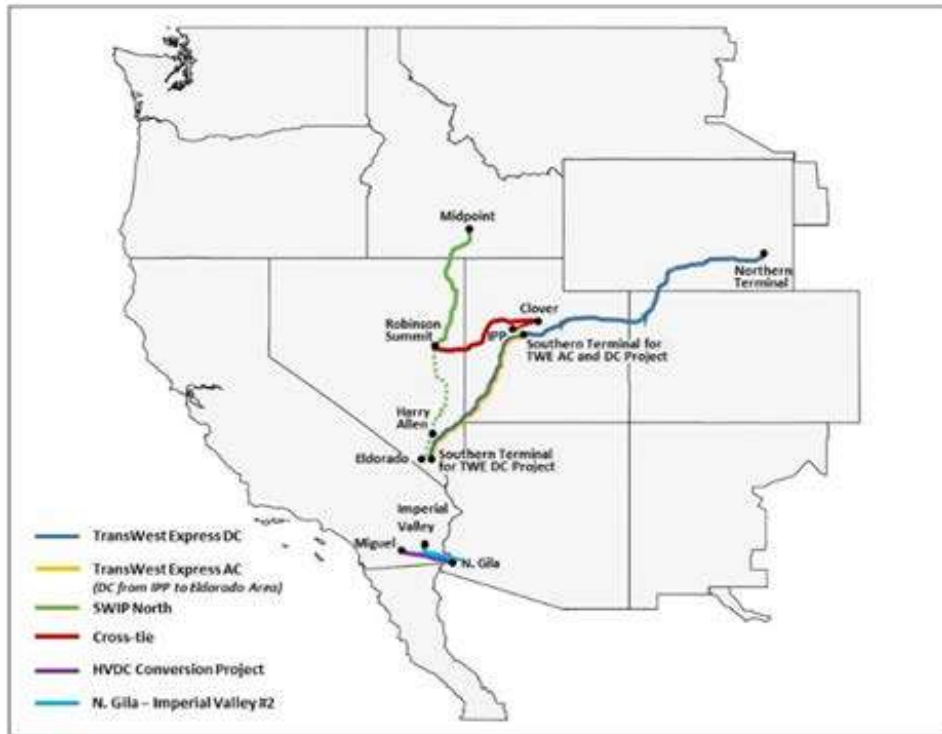 Midpoint
Northern
Terminal
Clover
Robinson
Summit
IPP
Southern Terminal for
TWE AC and DC Project
Harry
Allen
Eldorado
Southern Terminal
for TWE DC Project
Imperial
Valley
Miguel
N. Gila
TransWest Express DC
TransWest Express AC
(DC from IPP to Eldorado Area)
SWIP North
Cross-tie
HVDC Conversion Project
N. Gila – Imperial Valley #2